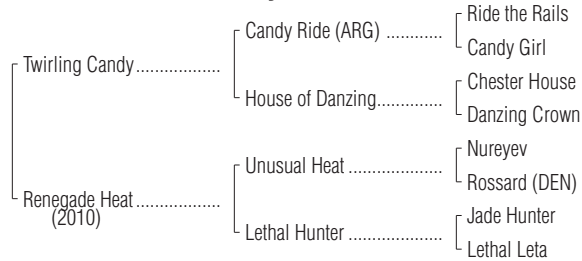 Ride the Rails
Candy Ride (ARG) ............
Candy Girl
Twirling Candy..................
Chester House
House of Danzing..............
Danzing Crown
Nureyev
Unusual Heat ....................
Rossard (DEN)
Renegade Heat..................
(2010)
Jade Hunter
Lethal Hunter ....................
Lethal Leta